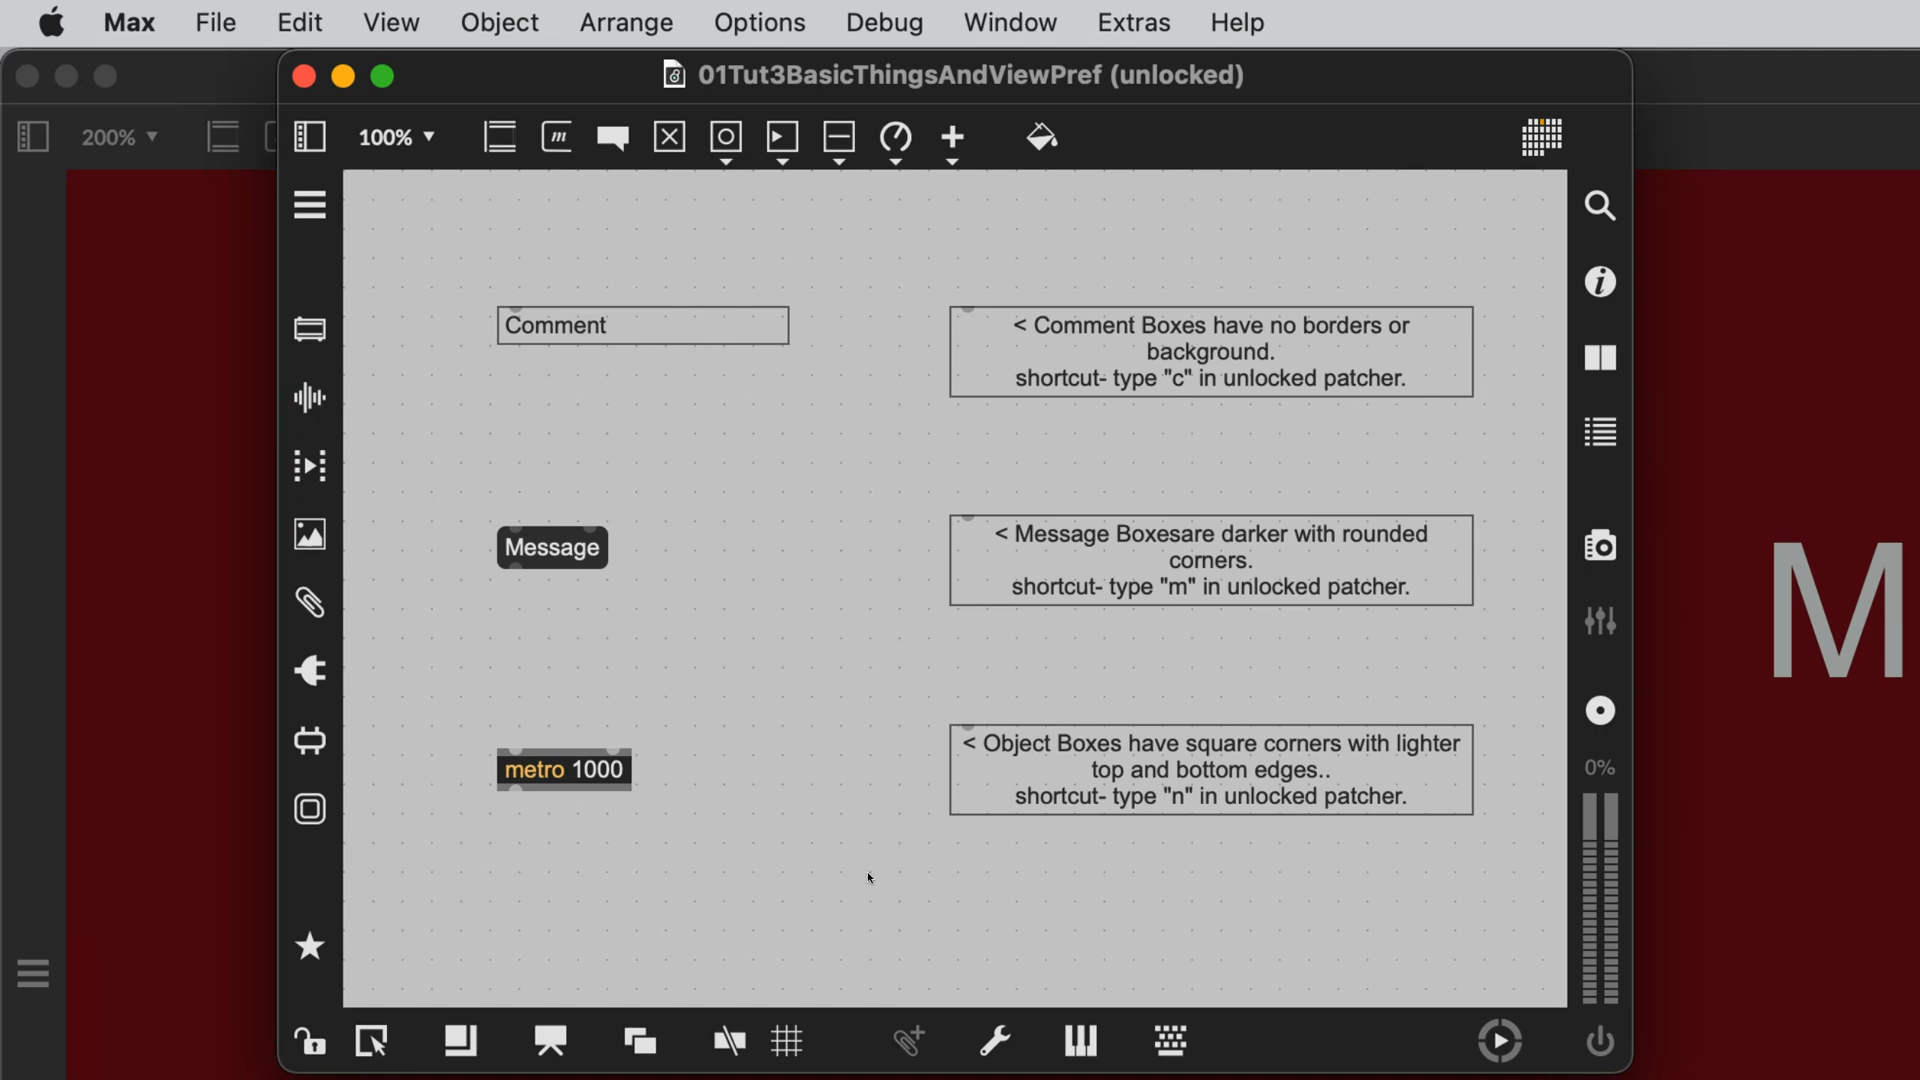 Max File Edit View Object Arrange Options Debug Window Extras Help
01Tut3BasicThingsAndViewPref (unlocked)
200%
100%
m
Comment
< Comment Boxes have no borders or
background.
shortcut- type "c" in unlocked patcher.
Message
< Message Boxesare darker with rounded
corners.
shortcut- type "m" in unlocked patcher.
M
metro 1000
< Object Boxes have square corners with lighter
top and bottom edges..
shortcut- type "n" in unlocked patcher.
0%